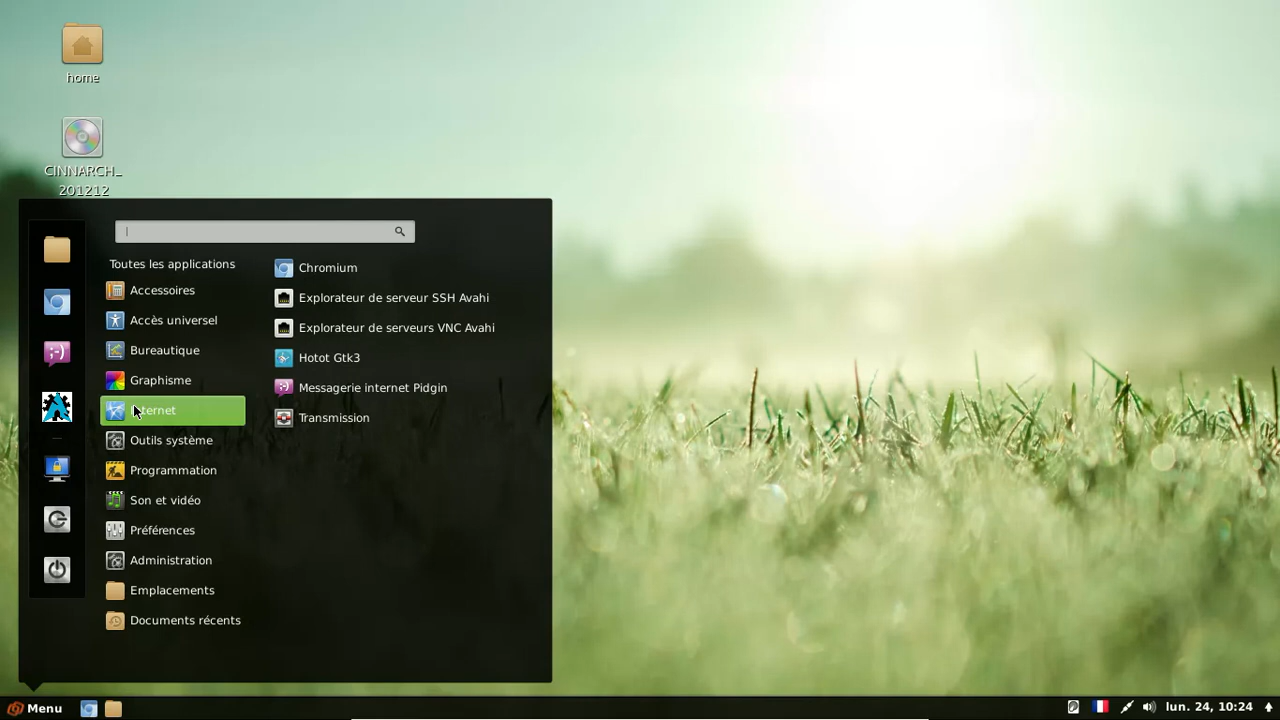 home
CINNARCH_
201212
Toutes les applications
Accessoires
Accès universel
Bureautique
Graphisme
Internet
Outils système
Programmation
Son et vidéo
Préférences
Administration
Emplacements
Documents récents
Chromium
Explorateur de serveur SSH Avahi
Explorateur de serveurs VNC Avahi
Hotot Gtk3
Messagerie internet Pidgin
Transmission
Menu
lun. 24, 10:24